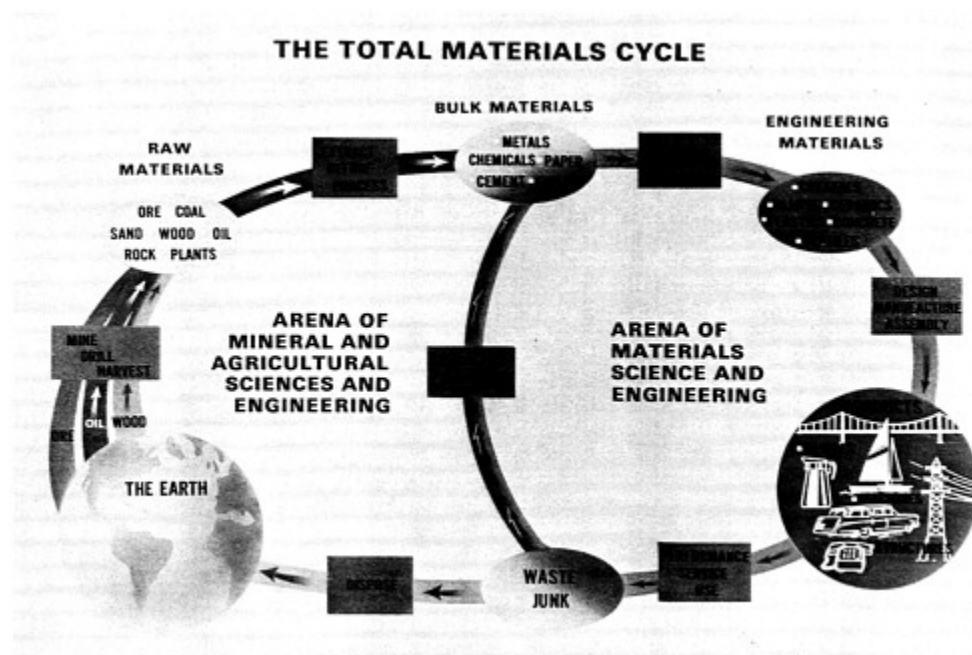 THE TOTAL MATERIALS CYCLE
BULK MATERIALS
METALS
CHEMICALS PAPER
CEMENT
ENGINEERING
MATERIALS
RAW
MATERIALS
ORE COAL
SAND WOOD OIL
ROCK PLANTS
PROCESS
DESIGN
MANUFACTURE
ASSEMBLY
MINE
DRILL
HARVEST
ORE
OIL
WOOD
ARENA OF
MINERAL AND
AGRICULTURAL
SCIENCES AND
ENGINEERING
ARENA OF
MATERIALS
SCIENCE AND
ENGINEERING
THE EARTH
STRUCTURES
DISPOSE
WASTE
JUNK
PERFORMANCE
SERVICE
USE